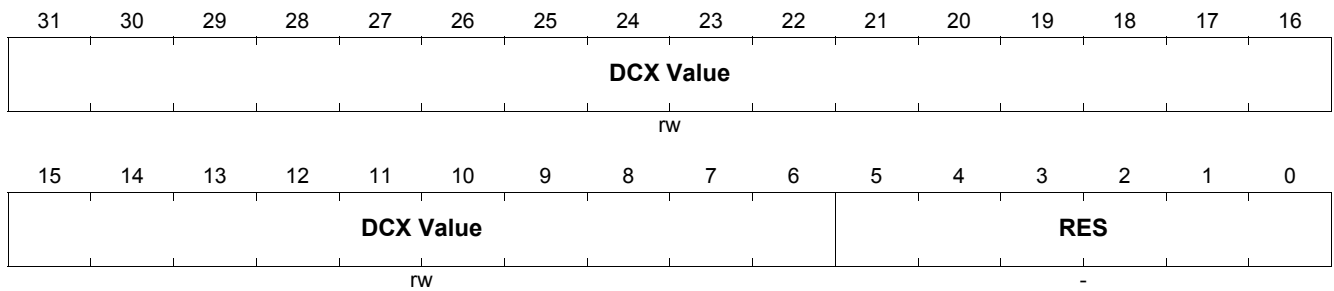 31 30 29 28 27 26 25 24 23 22 21 20 19 18 17 16
DCX Value
rw
15 14 13 12 11 10 9 8 7 6 5 4 3 2 1 0
DCX Value RES
rw -